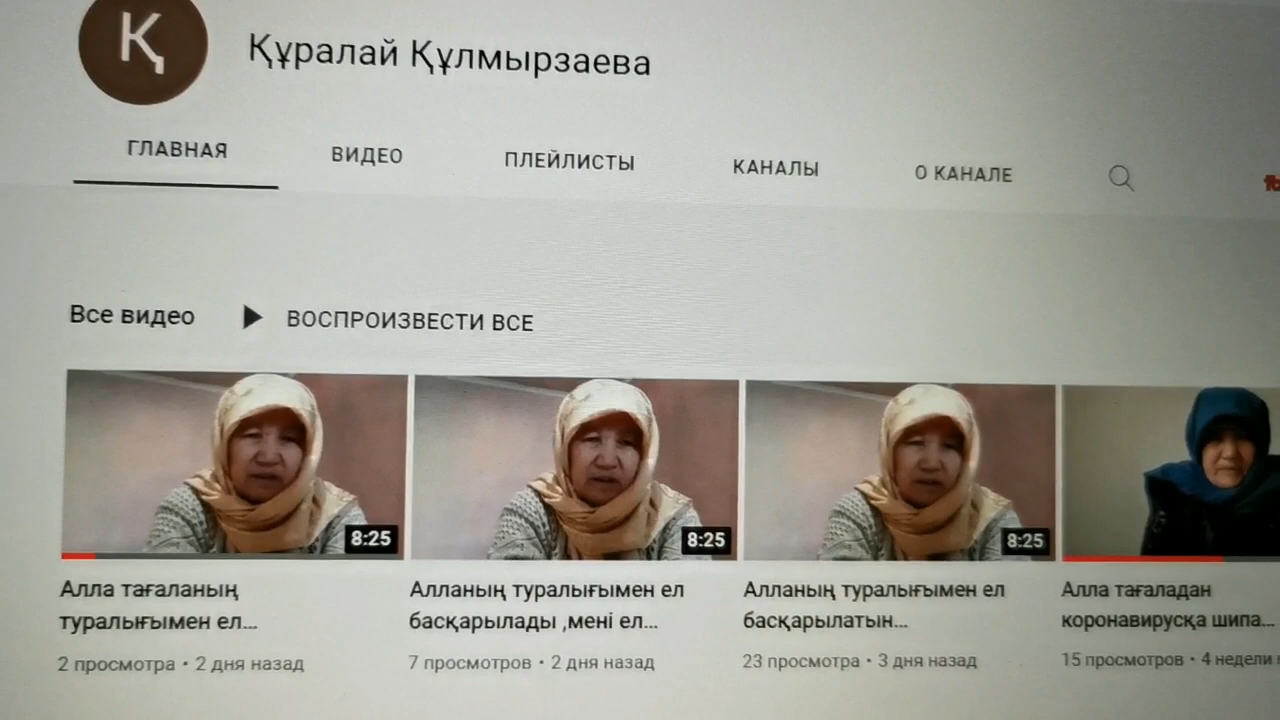 Қ
Құралай Құлмырзаева
ГЛАВНАЯ ВИДЕО ПЛЕЙЛИСТЫ КАНАЛЫ О КАНАЛЕ
Все видео ВОСПРОИЗВЕСТИ ВСЕ
8:25 8:25 8:25
Алла тағаланың
туралығымен ел...
2 просмотра • 2 дня назад
Алланың туралығымен ел
басқарылады ,мені ел...
7 просмотров • 2 дня назад
Алланың туралығымен ел
басқарылатын...
23 просмотра • 3 дня назад
Алла тағаладан
коронавирусқа шипа...
15 просмотров • 4 недели